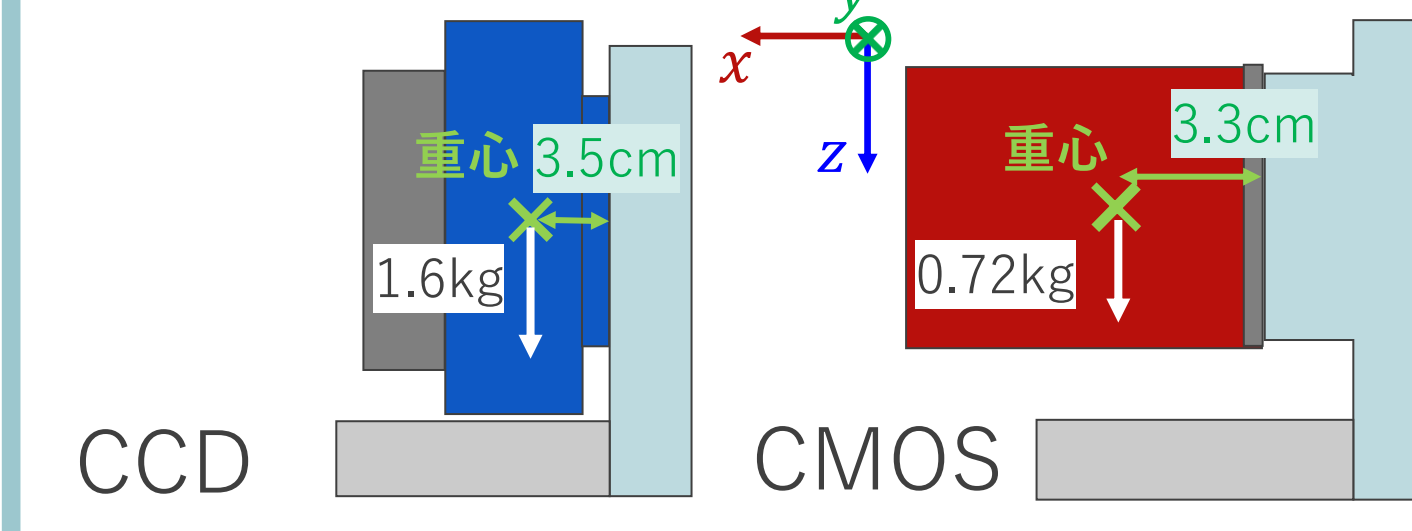 重心 3.5cm
1.6kg
CCD
y
x
z
重心
3.3cm
0.72kg
CMOS